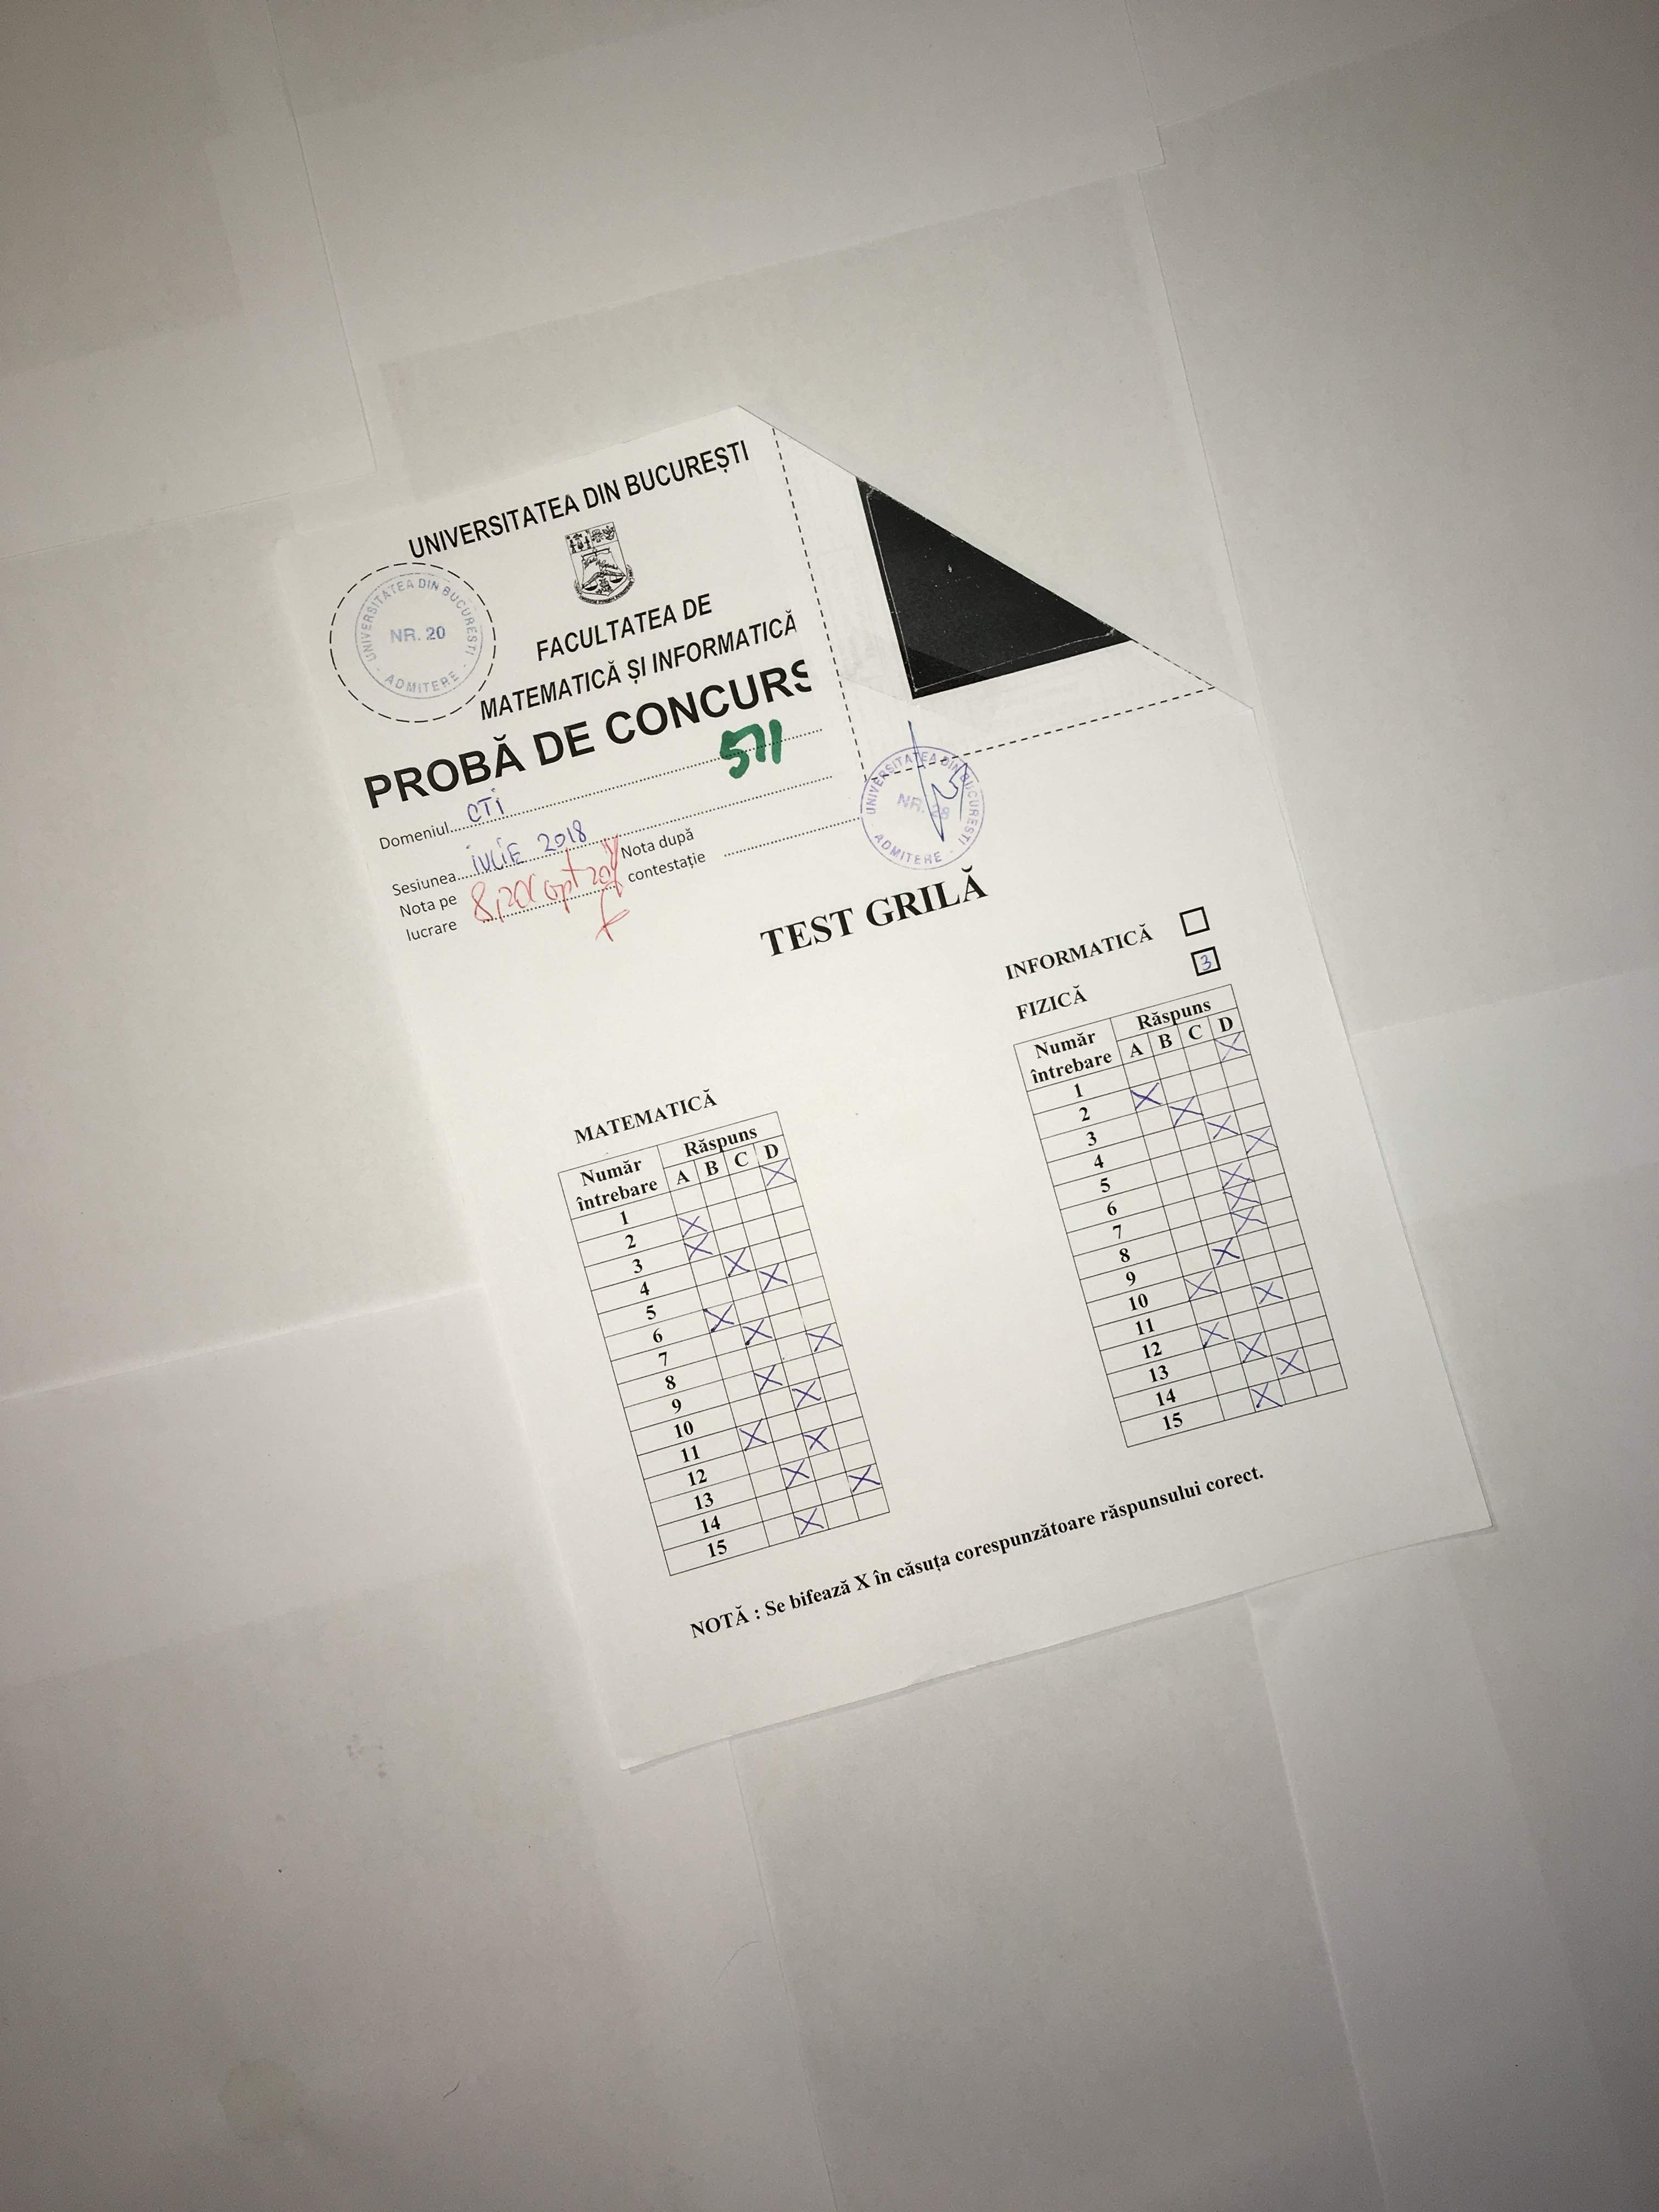 UNIVERSITATEA DIN BUCUREȘTI
UNIVERSITATEA DIN BUCUREȘTI
NR. 20
ADMITERE
FACULTATEA DE
MATEMATICĂ ȘI INFORMATICĂ
PROBĂ DE CONCURS
571
Domeniul CTi
Sesiunea iULiE 2018
Nota pe lucrare 8,20
Nota după contestație
UNIVERSITATEA DIN BUCUREȘTI
NR. 28
ADMITERE
TEST GRILĂ
MATEMATICĂ
Număr întrebare Răspuns
A B C D
1 X
2 X
3 X
4 X
5 X
6 X
7 X
8 X
9 X
10 X
11 X
12 X
13 X
14 X
15 X
INFORMATICĂ
FIZICĂ 3
Număr întrebare Răspuns
A B C D
1 X
2 X
3 X
4 X
5 X
6 X
7 X
8 X
9 X
10 X
11 X
12 X
13 X
14 X
15 X
NOTĂ : Se bifează X în căsuța corespunzătoare răspunsului corect.